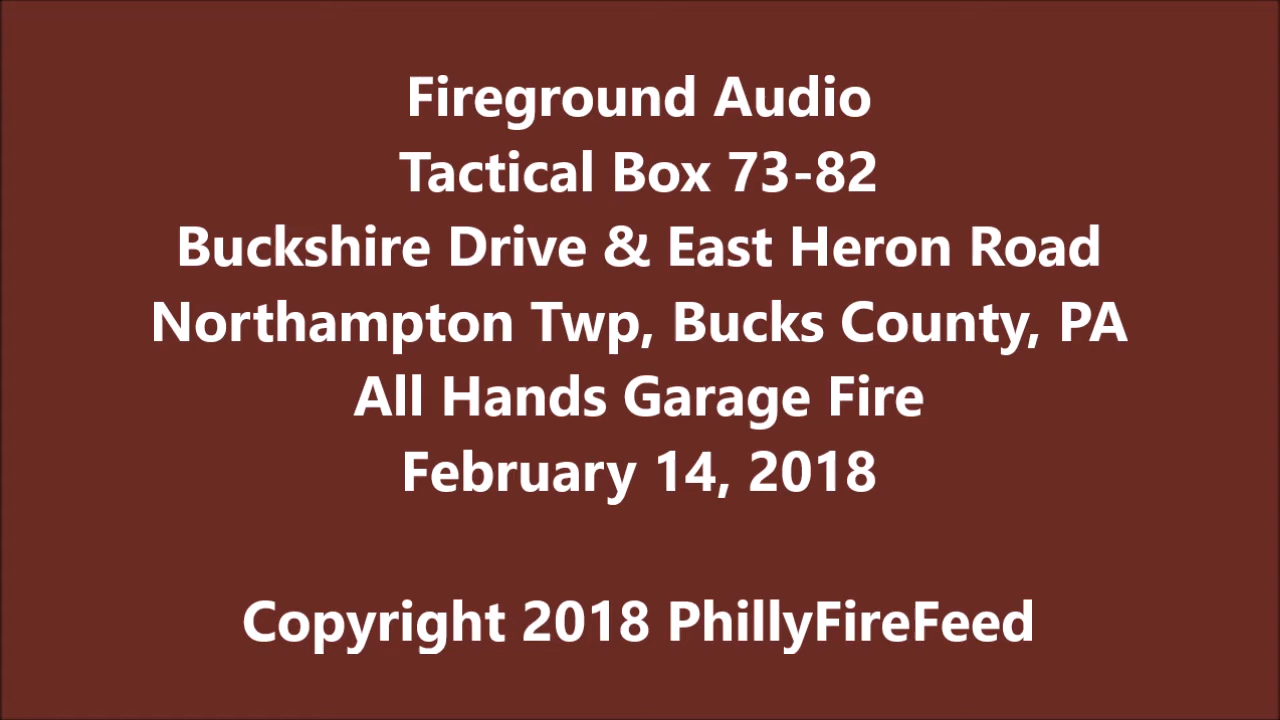 Fireground Audio
Tactical Box 73-82
Buckshire Drive & East Heron Road
Northampton Twp, Bucks County, PA
All Hands Garage Fire
February 14, 2018
Copyright 2018 PhillyFireFeed